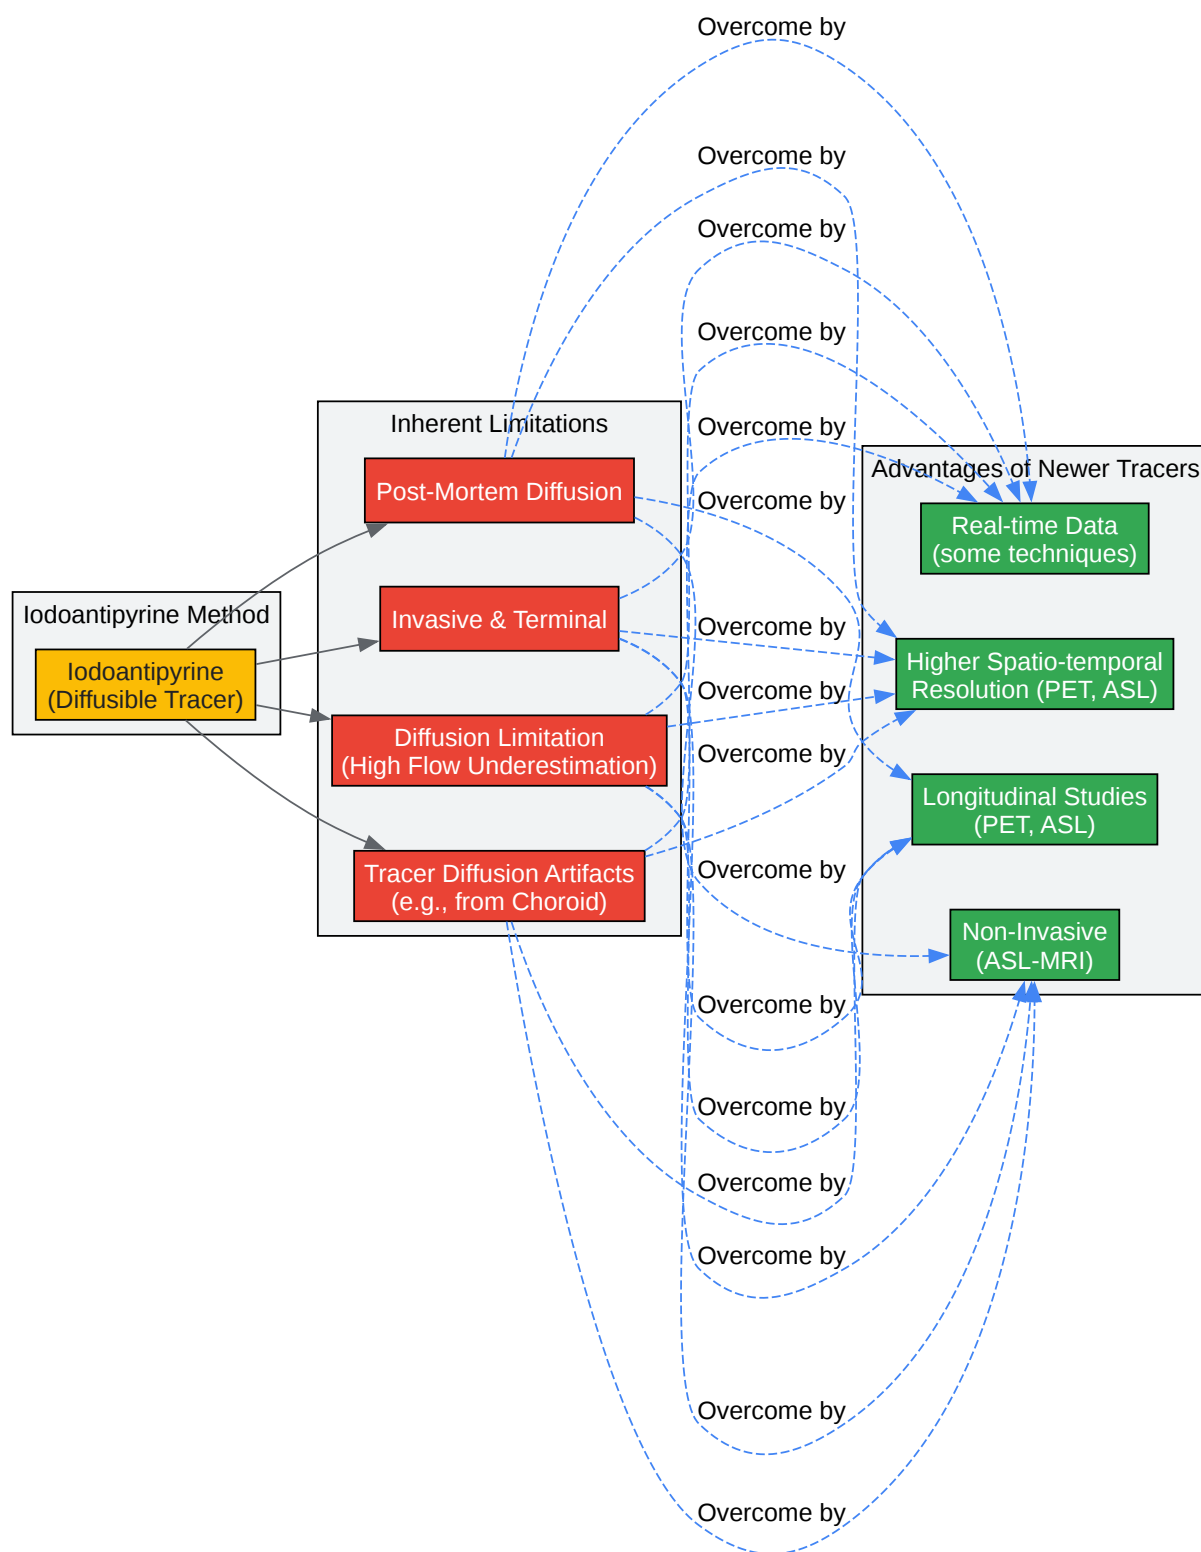 Overcome by
Overcome by
Overcome by
Overcome by
Inherent Limitations
Overcome by
Advantages of Newer Tracers
Post-Mortem Diffusion
Overcome by
Real-time Data
(some techniques)
Iodoantipyrine Method
Invasive & Terminal
Overcome by
Iodoantipyrine
(Diffusible Tracer)
Higher Spatio-temporal
Resolution (PET, ASL)
Overcome by
Diffusion Limitation
(High Flow Underestimation)
Overcome by
Longitudinal Studies
(PET, ASL)
Overcome by
Tracer Diffusion Artifacts
(e.g., from Choroid)
Non-Invasive
(ASL-MRI)
Overcome by
Overcome by
Overcome by
Overcome by
Overcome by
Overcome by